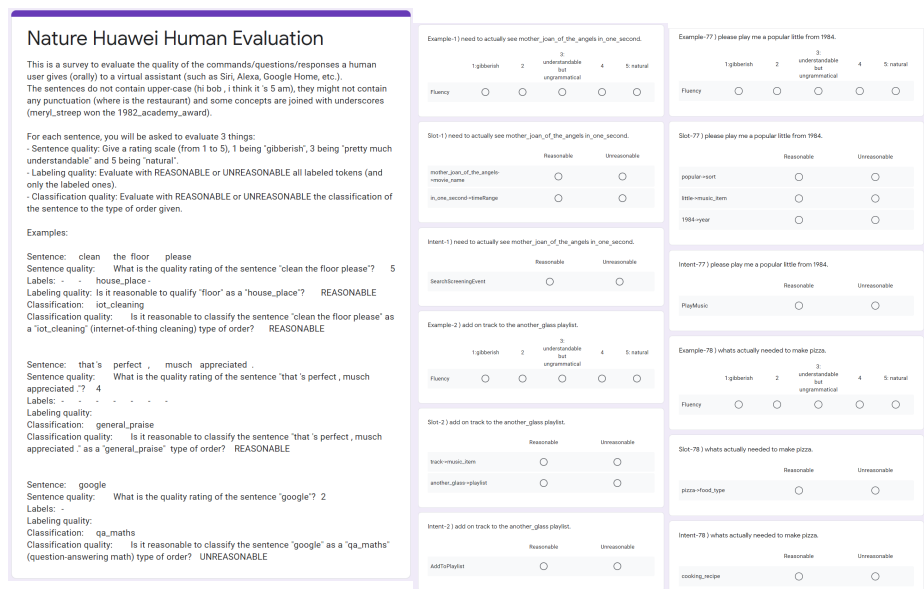 Nature Huawei Human Evaluation
This is a survey to evaluate the quality of the commands/questions/responses a human
user gives (orally) to a virtual assistant (such as Siri, Alexa, Google Home, etc.).
The sentences do not contain upper-case (hi bob , i think it 's 5 am), they might not contain
any punctuation (where is the restaurant) and some concepts are joined with underscores
(meryl_streep won the 1982_academy_award).
For each sentence, you will be asked to evaluate 3 things:
- Sentence quality: Give a rating scale (from 1 to 5), 1 being "gibberish", 3 being "pretty much
understandable" and 5 being "natural".
- Labeling quality: Evaluate with REASONABLE or UNREASONABLE all labeled tokens (and
only the labeled ones).
- Classification quality: Evaluate with REASONABLE or UNREASONABLE the classification of
the sentence to the type of order given.
Examples:
Sentence: clean the floor please
Sentence quality: What is the quality rating of the sentence "clean the floor please"? 5
Labels: - - house_place -
Labeling quality: Is it reasonable to qualify "floor" as a "house_place"? REASONABLE
Classification: iot_cleaning
Classification quality: Is it reasonable to classify the sentence "clean the floor please" as
a "iot_cleaning" (internet-of-thing cleaning) type of order? REASONABLE
Sentence: that 's perfect , musch appreciated .
Sentence quality: What is the quality rating of the sentence "that 's perfect , musch
appreciated ."? 4
Labels: - - - - - - -
Labeling quality:
Classification: general_praise
Classification quality: Is it reasonable to classify the sentence "that 's perfect , musch
appreciated ." as a "general_praise" type of order? REASONABLE
Sentence: google
Sentence quality: What is the quality rating of the sentence "google"? 2
Labels: -
Labeling quality:
Classification: qa_maths
Classification quality: Is it reasonable to classify the sentence "google" as a "qa_maths"
(question-answering math) type of order? UNREASONABLE
Example-1 ) need to actually see mother_joan_of_the_angels in_one_second.
1:gibberish 2 3: understandable but ungrammatical 4 5: natural
Fluency
Slot-1 ) need to actually see mother_joan_of_the_angels in_one_second.
Reasonable Unreasonable
mother_joan_of_the_angels-
>movie_name
in_one_second->timeRange
Intent-1 ) need to actually see mother_joan_of_the_angels in_one_second.
Reasonable Unreasonable
SearchScreeningEvent
Example-2 ) add on track to the another_glass playlist.
1:gibberish 2 3: understandable but ungrammatical 4 5: natural
Fluency
Slot-2 ) add on track to the another_glass playlist.
Reasonable Unreasonable
track->music_item
another_glass->playlist
Intent-2 ) add on track to the another_glass playlist.
Reasonable Unreasonable
AddToPlaylist
Example-77 ) please play me a popular little from 1984.
1:gibberish 2 3: understandable but ungrammatical 4 5: natural
Fluency
Slot-77 ) please play me a popular little from 1984.
Reasonable Unreasonable
popular->sort
little->music_item
1984->year
Intent-77 ) please play me a popular little from 1984.
Reasonable Unreasonable
PlayMusic
Example-78 ) whats actually needed to make pizza.
1:gibberish 2 3: understandable but ungrammatical 4 5: natural
Fluency
Slot-78 ) whats actually needed to make pizza.
Reasonable Unreasonable
pizza->food_type
Intent-78 ) whats actually needed to make pizza.
Reasonable Unreasonable
cooking_recipe